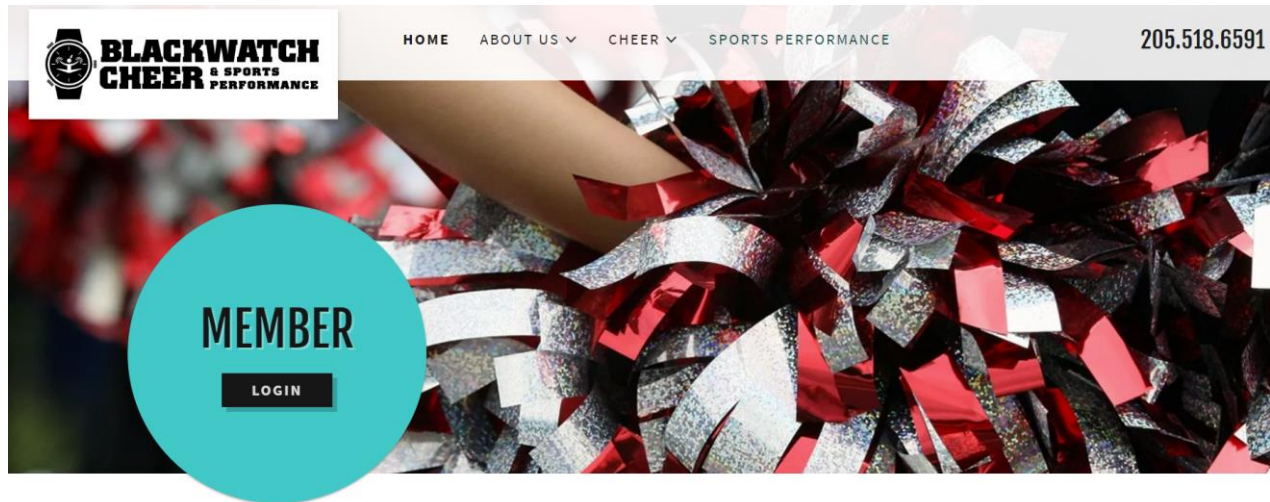 BLACKWATCH
CHEER & SPORTS PERFORMANCE
HOME ABOUT US CHEER SPORTS PERFORMANCE
205.518.6591
MEMBER
LOGIN